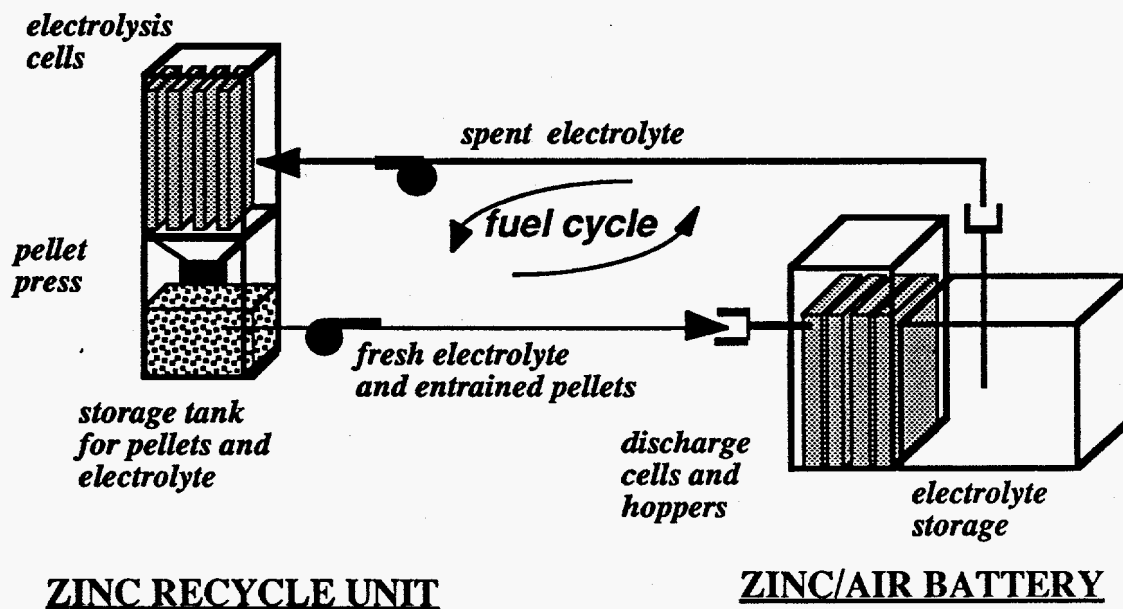 electrolysis
cells
spent electrolyte
fuel cycle
pellet
press
fresh electrolyte
and entrained pellets
storage tank
for pellets and
electrolyte
discharge
cells and
hoppers
electrolyte
storage
ZINC RECYCLE UNIT
ZINC/AIR BATTERY